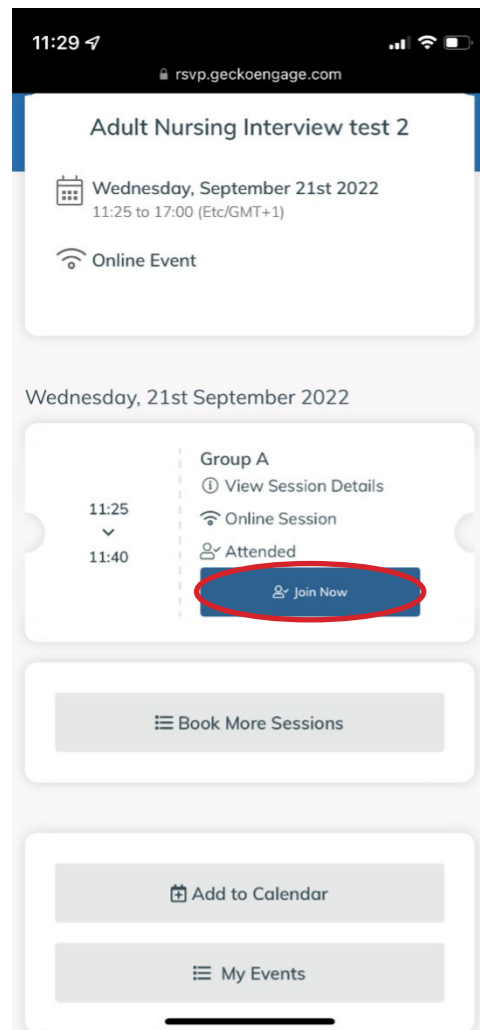 11:29
rsvp.geckoengage.com
Adult Nursing Interview test 2
Wednesday, September 21st 2022
11:25 to 17:00 (Etc/GMT+1)
Online Event
Wednesday, 21st September 2022
Group A
View Session Details
11:25
Online Session
11:40
Attended
Join Now
Book More Sessions
Add to Calendar
My Events